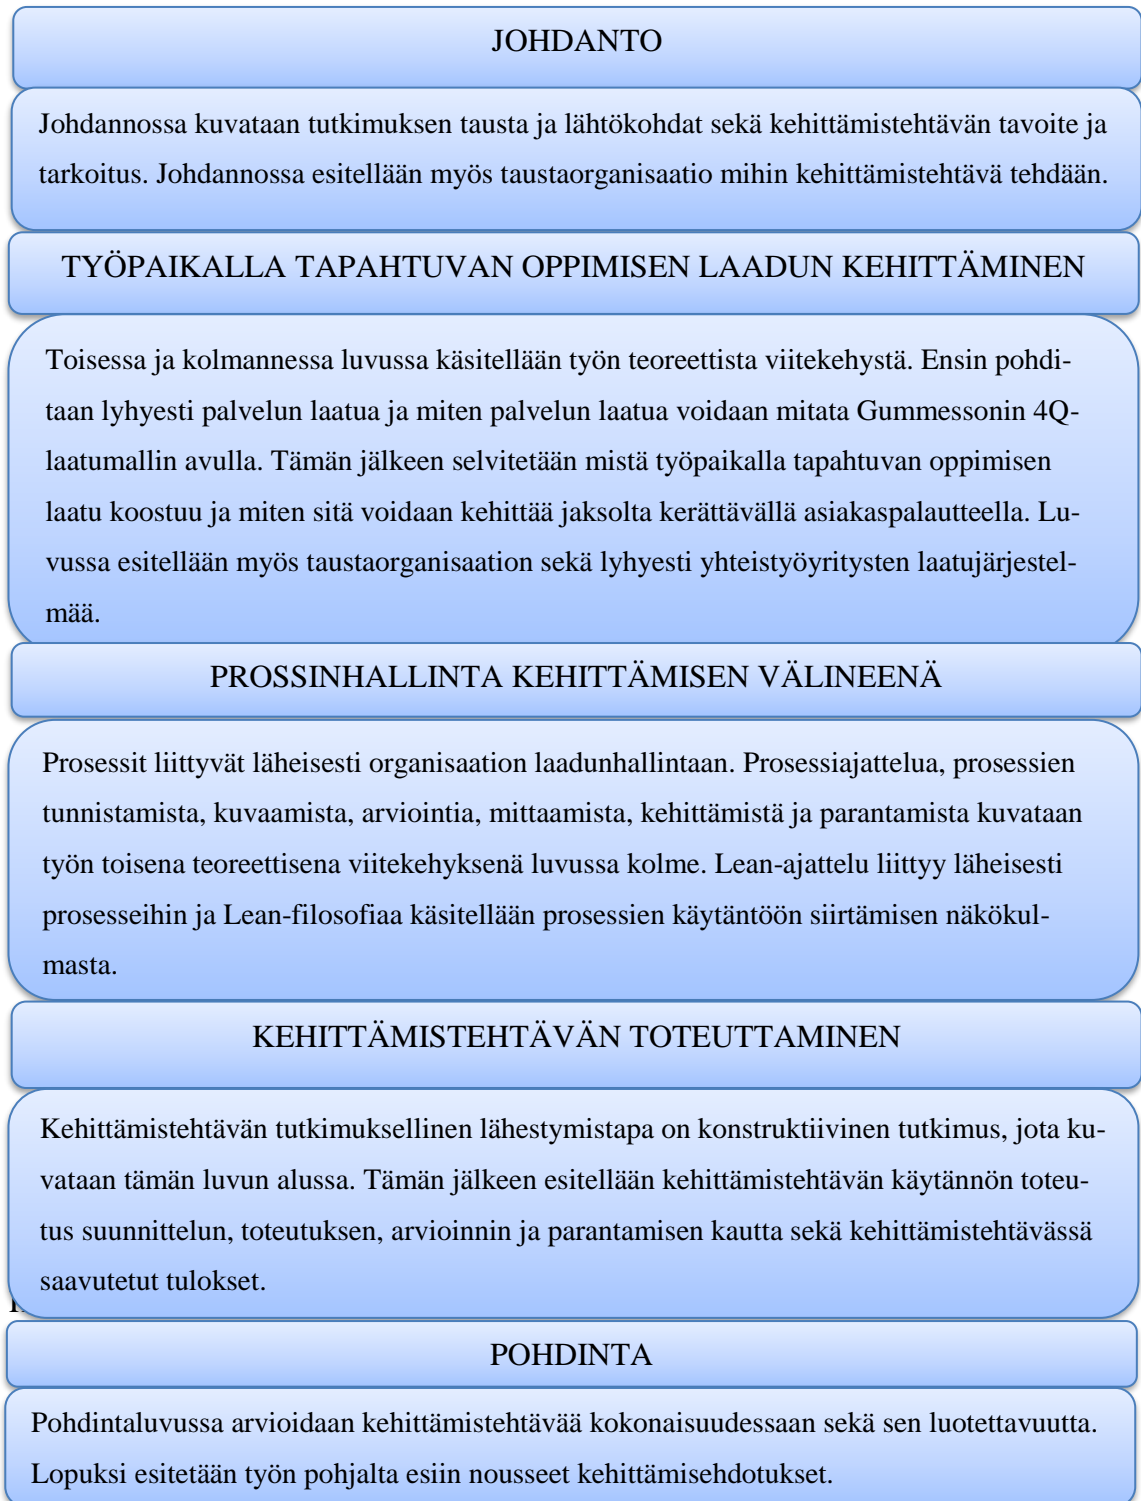 JOHDANTO
Johdannossa kuvataan tutkimuksen tausta ja lähtökohdat sekä kehittämistehtävän tavoite ja
tarkoitus. Johdannossa esitellään myös taustaorganisaatio mihin kehittämistehtävä tehdään.
TYÖPAIKALLA TAPAHTUVAN OPPIMISEN LAADUN KEHITTÄMINEN
Toisessa ja kolmannessa luvussa käsitellään työn teoreettista viitekehystä. Ensin pohdi-
taan lyhyesti palvelun laatua ja miten palvelun laatua voidaan mitata Gummessonin 4Q-
laatumallin avulla. Tämän jälkeen selvitetään mistä työpaikalla tapahtuvan oppimisen
laatu koostuu ja miten sitä voidaan kehittää jaksolta kerättävällä asiakaspalautteella. Lu-
vussa esitellään myös taustaorganisaation sekä lyhyesti yhteistyöyritysten laatujärjestel-
mää.
PROSSINHALLINTA KEHITTÄMISEN VÄLINEENÄ
Prosessit liittyvät läheisesti organisaation laadunhallintaan. Prosessiajattelua, prosessien
tunnistamista, kuvaamista, arviointia, mittaamista, kehittämistä ja parantamista kuvataan
työn toisena teoreettisena viitekehyksenä luvussa kolme. Lean-ajattelu liittyy läheisesti
prosesseihin ja Lean-filosofiaa käsitellään prosessien käytäntöön siirtämisen näkökul-
masta.
KEHITTÄMISTEHTÄVÄN TOTEUTTAMINEN
Kehittämistehtävän tutkimuksellinen lähestymistapa on konstruktiivinen tutkimus, jota ku-
vataan tämän luvun alussa. Tämän jälkeen esitellään kehittämistehtävän käytännön toteu-
tus suunnittelun, toteutuksen, arvioinnin ja parantamisen kautta sekä kehittämistehtävässä
saavutetut tulokset.
POHDINTA
Pohdintaluvussa arvioidaan kehittämistehtävää kokonaisuudessaan sekä sen luotettavuutta.
Lopuksi esitetään työn pohjalta esiin nousseet kehittämisehdotukset.